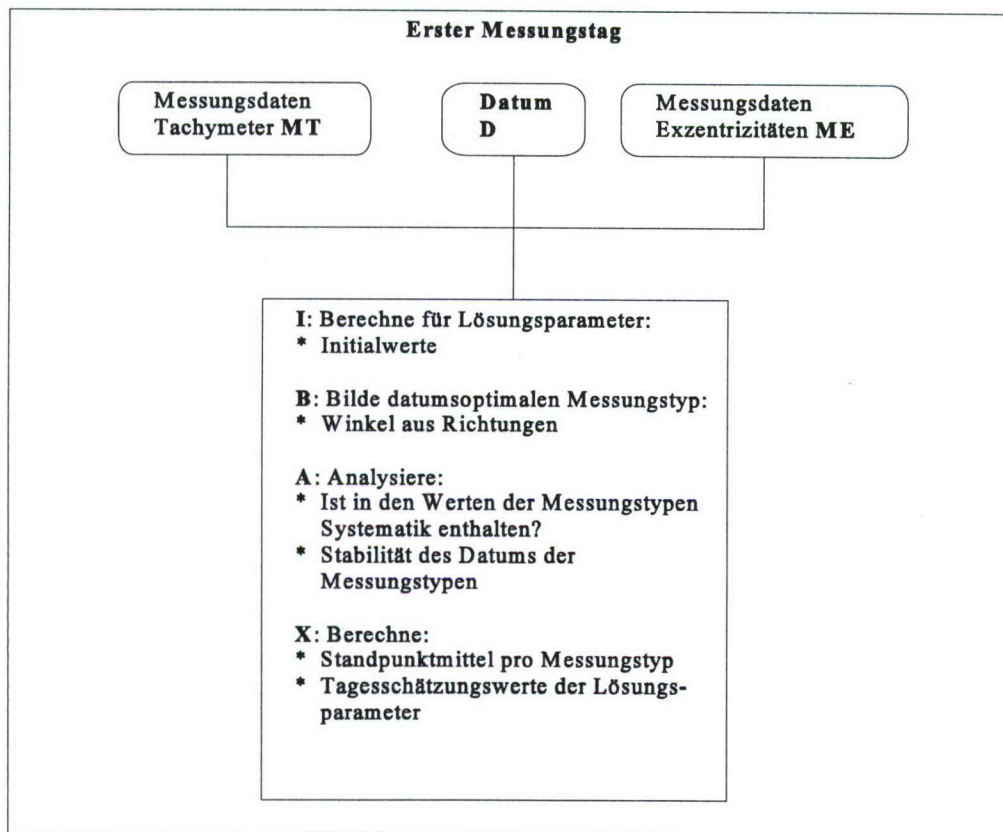 Erster Messungstag
Messungsdaten
Tachymeter MT
Datum
D
Messungsdaten
Exzentrizitäten ME
I: Berechne für Lösungsparameter:
* Initialwerte
B: Bilde datumsoptimalen Messungstyp:
* Winkel aus Richtungen
A: Analysiere:
* Ist in den Werten der Messungstypen
Systematik enthalten?
* Stabilität des Datums der
Messungstypen
X: Berechne:
* Standpunktmittel pro Messungstyp
* Tagesschätzungswerte der Lösungs-
parameter